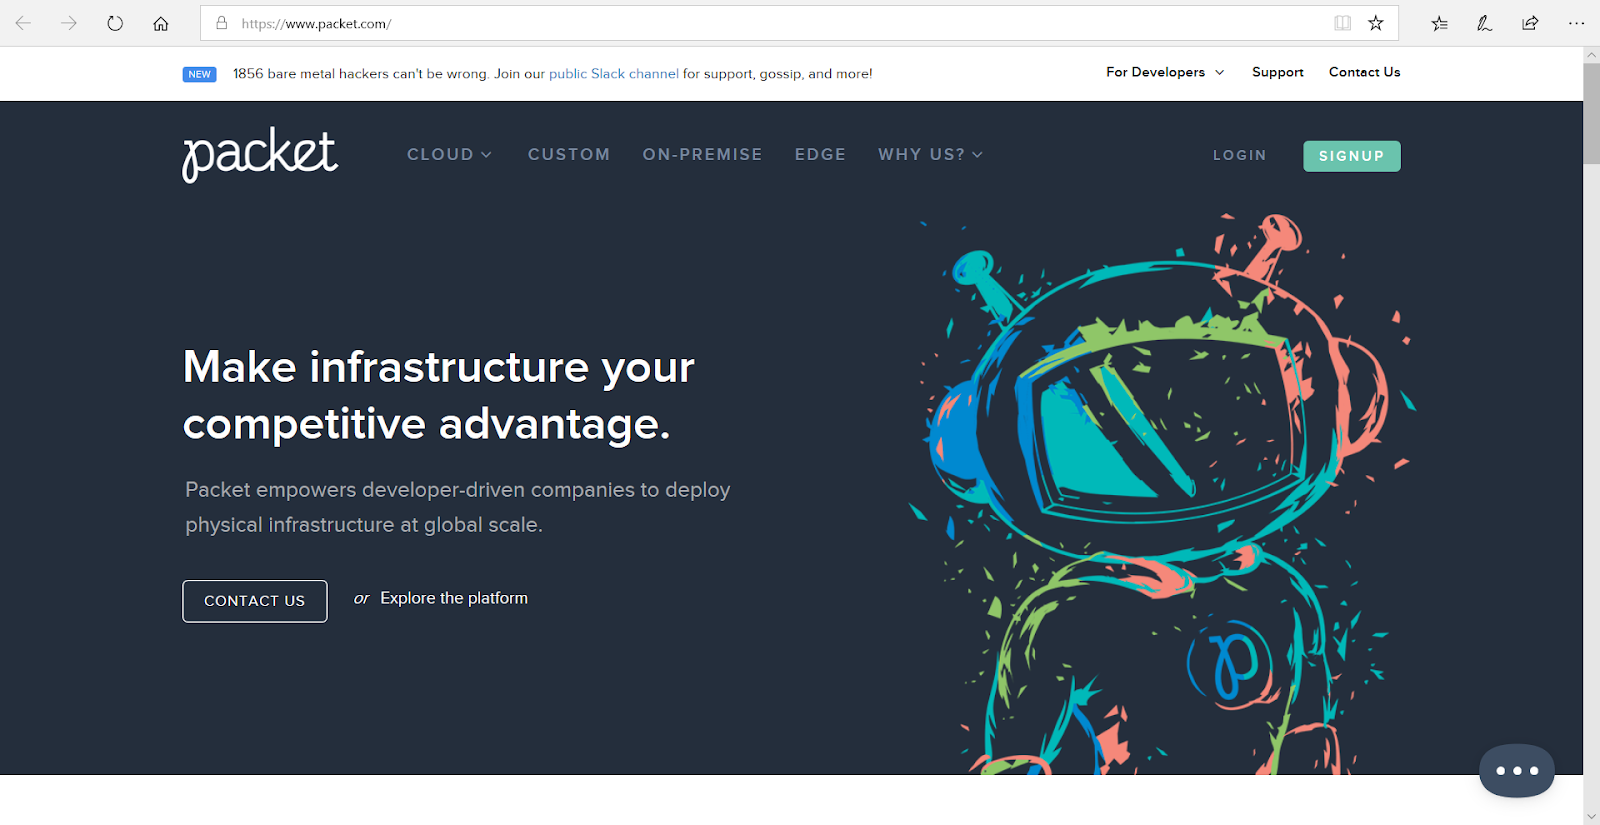 https://www.packet.com/
NEW 1856 bare metal hackers can't be wrong. Join our public Slack channel for support, gossip, and more!
For Developers Support Contact Us
packet CLOUD CUSTOM ON-PREMISE EDGE WHY US? LOGIN SIGNUP
Make infrastructure your
competitive advantage.
Packet empowers developer-driven companies to deploy
physical infrastructure at global scale.
CONTACT US or Explore the platform
p